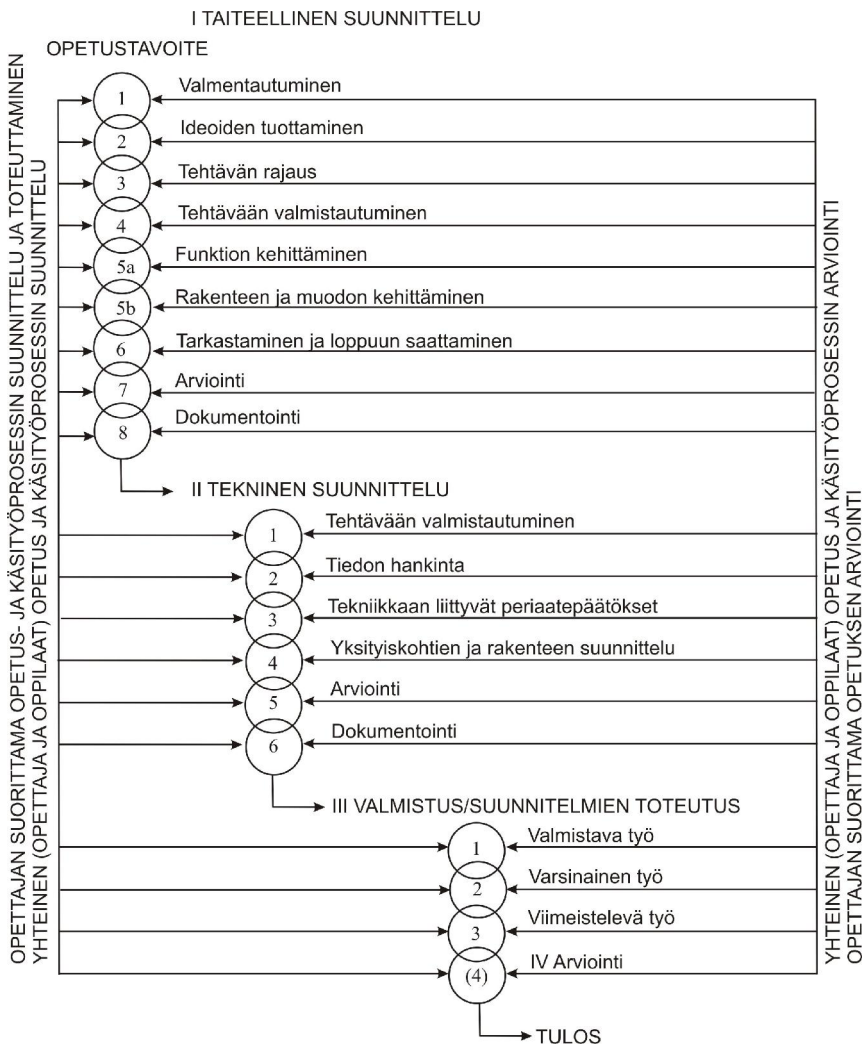 I TAITEELLINEN SUUNNITTELU
OPETUSTAVOITE
OPETTAJAN SUORITTAMA OPETUS- JA KÄSITYÖPROSESSIN SUUNNITTELU JA TOTEUTTAMINEN
YHTEINEN (OPETTAJA JA OPPILAAT) OPETUS JA KÄSITYÖPROSESSIN SUUNNITTELU
1 Valmentautuminen
2 Ideoiden tuottaminen
3 Tehtävän rajaus
4 Tehtävään valmistautuminen
5a Funktion kehittäminen
5b Rakenteen ja muodon kehittäminen
6 Tarkastaminen ja loppuun saattaminen
7 Arviointi
8 Dokumentointi
II TEKNINEN SUUNNITTELU
1 Tehtävään valmistautuminen
2 Tiedon hankinta
3 Tekniikkaan liittyvät periaatepäätökset
4 Yksityiskohtien ja rakenteen suunnittelu
5 Arviointi
6 Dokumentointi
III VALMISTUS/SUUNNITELMIEN TOTEUTUS
1 Valmistava työ
2 Varsinainen työ
3 Viimeistelevä työ
(4) IV Arviointi
TULOS
YHTEINEN (OPETTAJA JA OPPILAAT) OPETUS JA KÄSITYÖPROSESSIN ARVIOINTI
OPETTAJAN SUORITTAMA OPETUKSEN ARVIOINTI